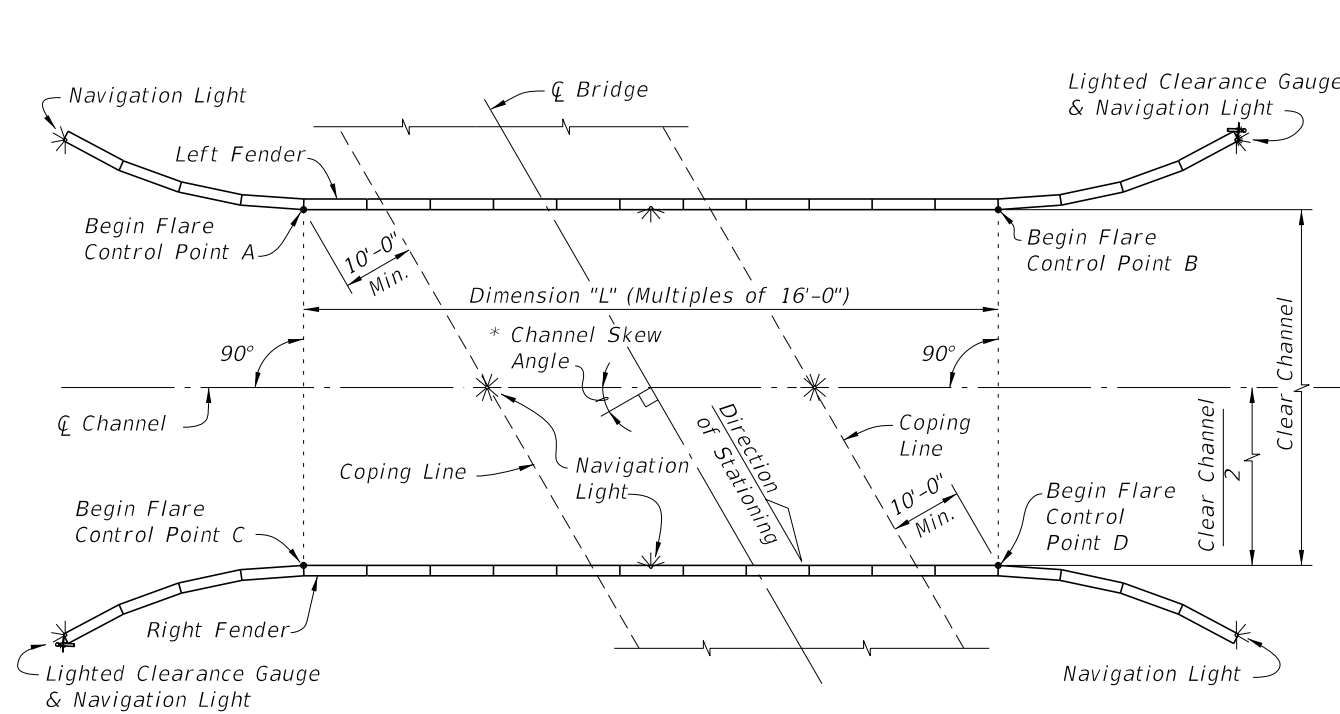 ℄ Bridge
Navigation Light
Lighted Clearance Gauge
& Navigation Light
Left Fender
Begin Flare
Control Point A
10'-0"
Min.
Begin Flare
Control Point B
Dimension "L" (Multiples of 16'-0")
* Channel Skew
Angle
90°
90°
Clear Channel
℄ Channel
Coping
Line
Direction
of Stationing
Clear Channel
2
Coping Line
Navigation
Light
10'-0"
Min.
Begin Flare
Control
Point D
Begin Flare
Control Point C
Right Fender
Lighted Clearance Gauge
& Navigation Light
Navigation Light